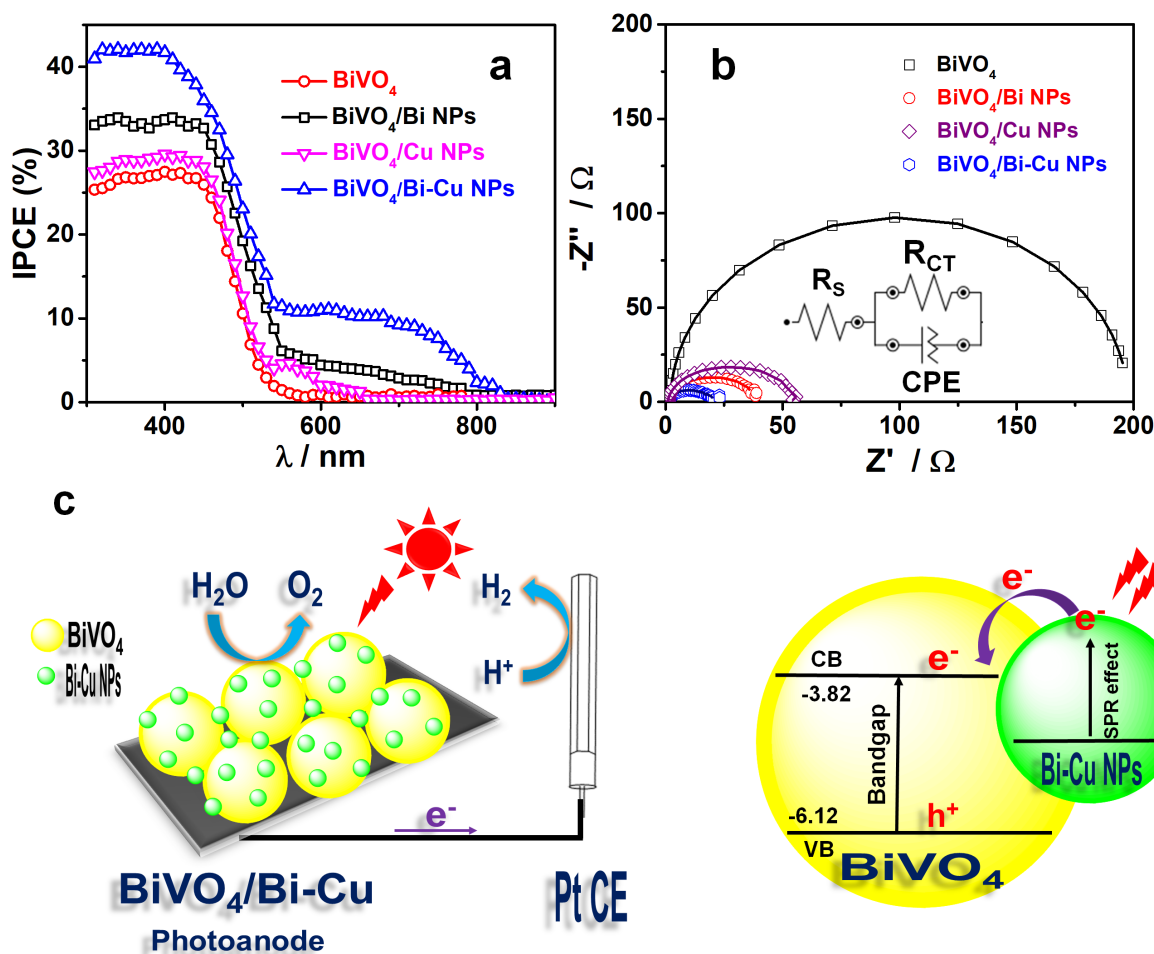 a
IPCE (%)
40
30
20
10
0
400
600
800
λ / nm
BiVO₄
BiVO₄/Bi NPs
BiVO₄/Cu NPs
BiVO₄/Bi-Cu NPs
b
-Z'' / Ω
200
150
100
50
0
0
50
100
150
200
Z' / Ω
BiVO₄
BiVO₄/Bi NPs
BiVO₄/Cu NPs
BiVO₄/Bi-Cu NPs
R_S
R_CT
CPE
c
H₂O
O₂
H₂
H⁺
BiVO₄
Bi-Cu NPs
e⁻
BiVO₄/Bi-Cu
Photoanode
Pt CE
e⁻
e⁻
e⁻
CB
-3.82
SPR effect
Bi-Cu NPs
Bandgap
-6.12
h⁺
VB
BiVO₄